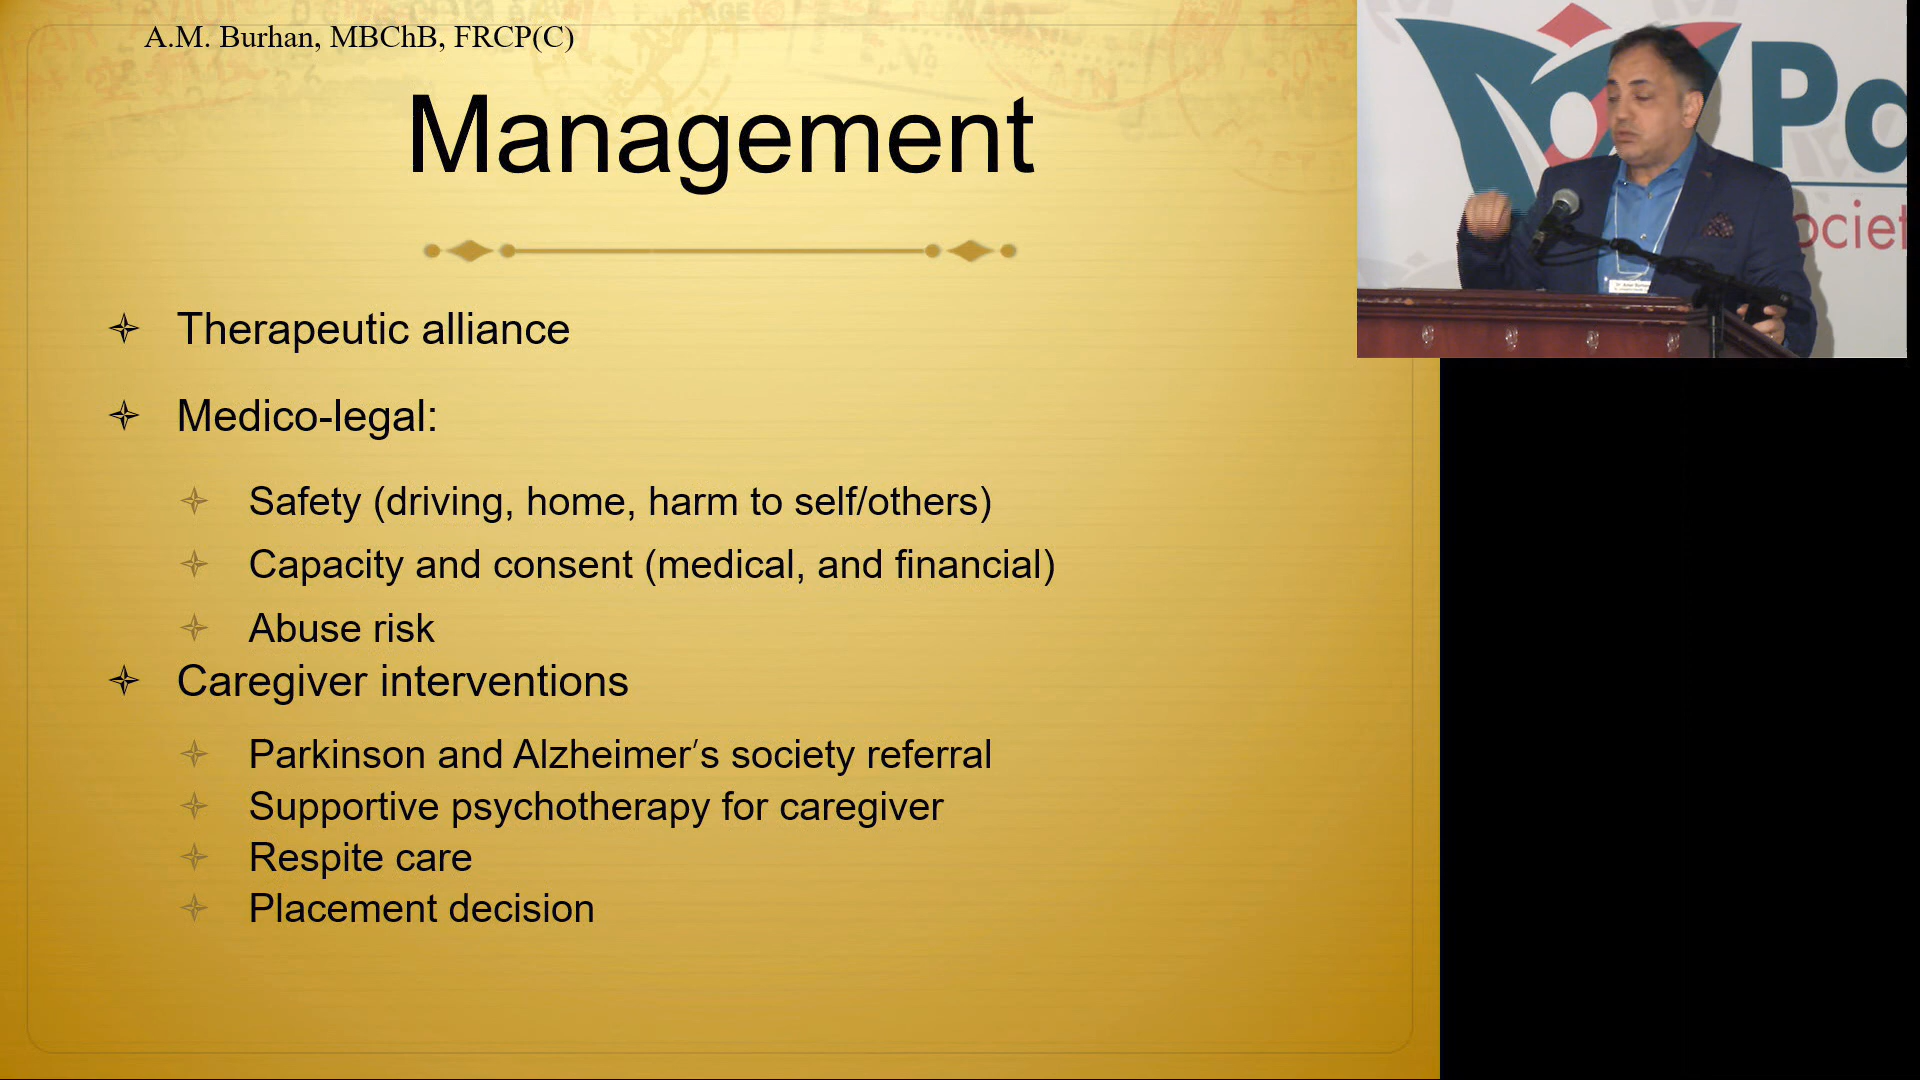 A.M. Burhan, MBChB, FRCP(C)
Management
Therapeutic alliance
Medico-legal:
Safety (driving, home, harm to self/others)
Capacity and consent (medical, and financial)
Abuse risk
Caregiver interventions
Parkinson and Alzheimer′s society referral
Supportive psychotherapy for caregiver
Respite care
Placement decision